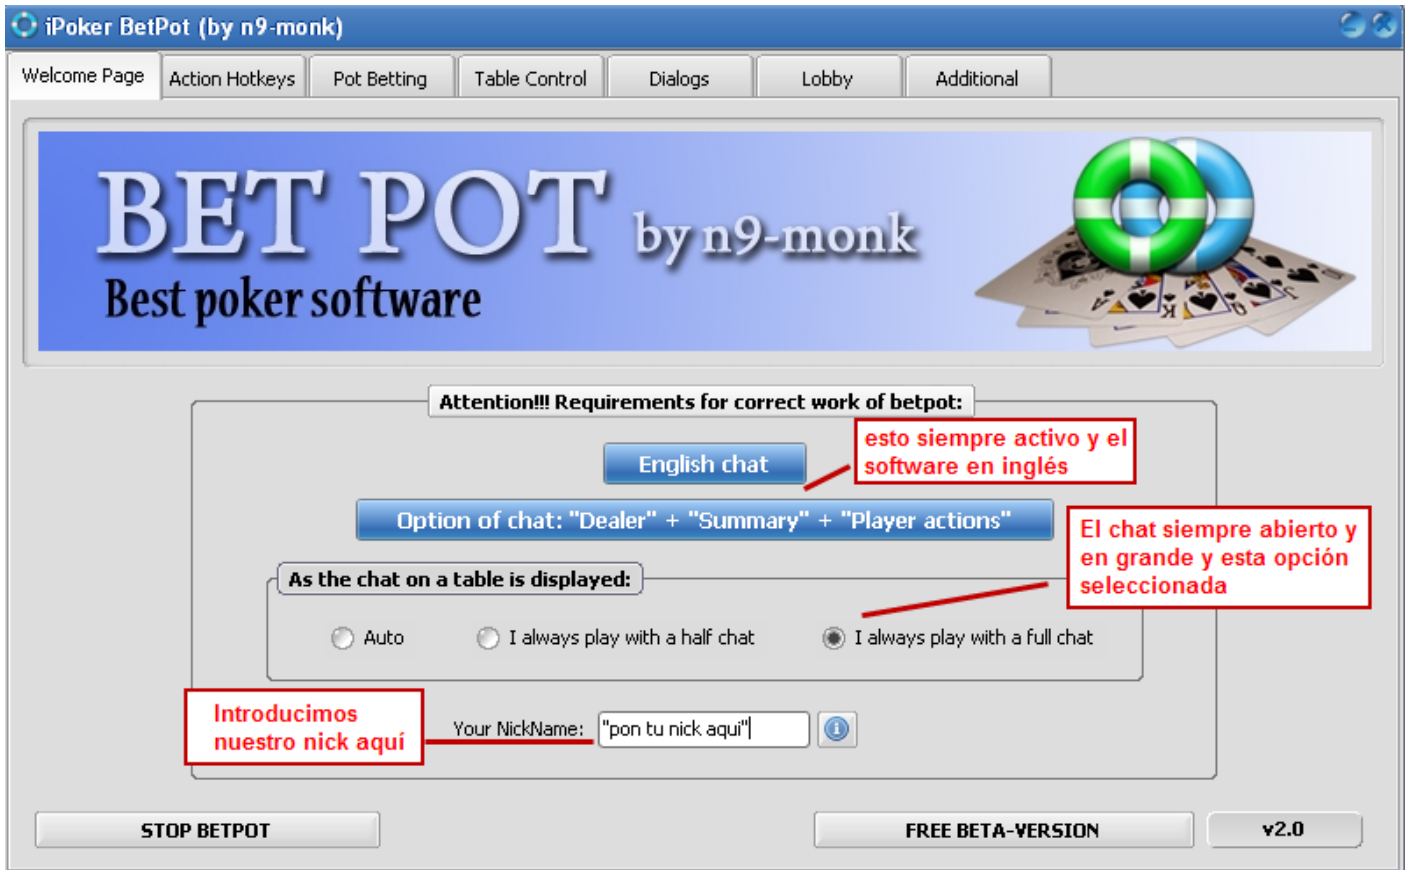 iPoker BetPot (by n9-monk)
Welcome Page Action Hotkeys Pot Betting Table Control Dialogs Lobby Additional
BET POT by n9-monk
Best poker software
Attention!!! Requirements for correct work of betpot:
esto siempre activo y el
software en inglés
English chat
Option of chat: "Dealer" + "Summary" + "Player actions"
El chat siempre abierto y
en grande y esta opción
seleccionada
As the chat on a table is displayed:
Auto I always play with a half chat I always play with a full chat
Introducimos
nuestro nick aquí
Your NickName: "pon tu nick aqui"
STOP BETPOT FREE BETA-VERSION v2.0